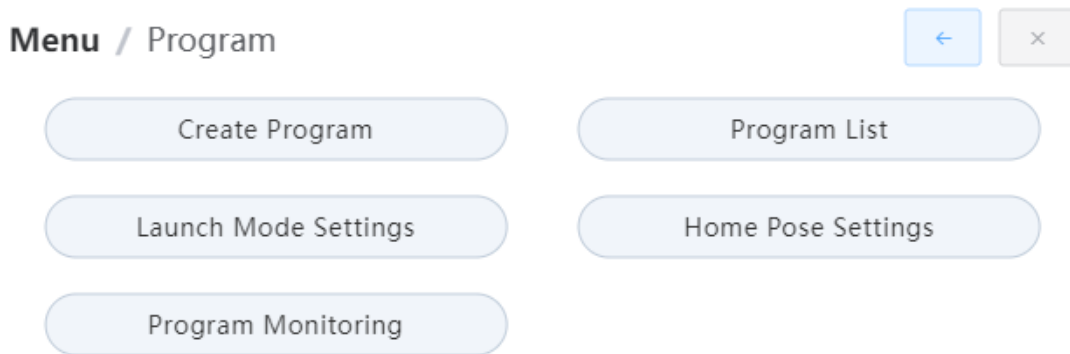 Menu / Program
Create Program
Program List
Launch Mode Settings
Home Pose Settings
Program Monitoring